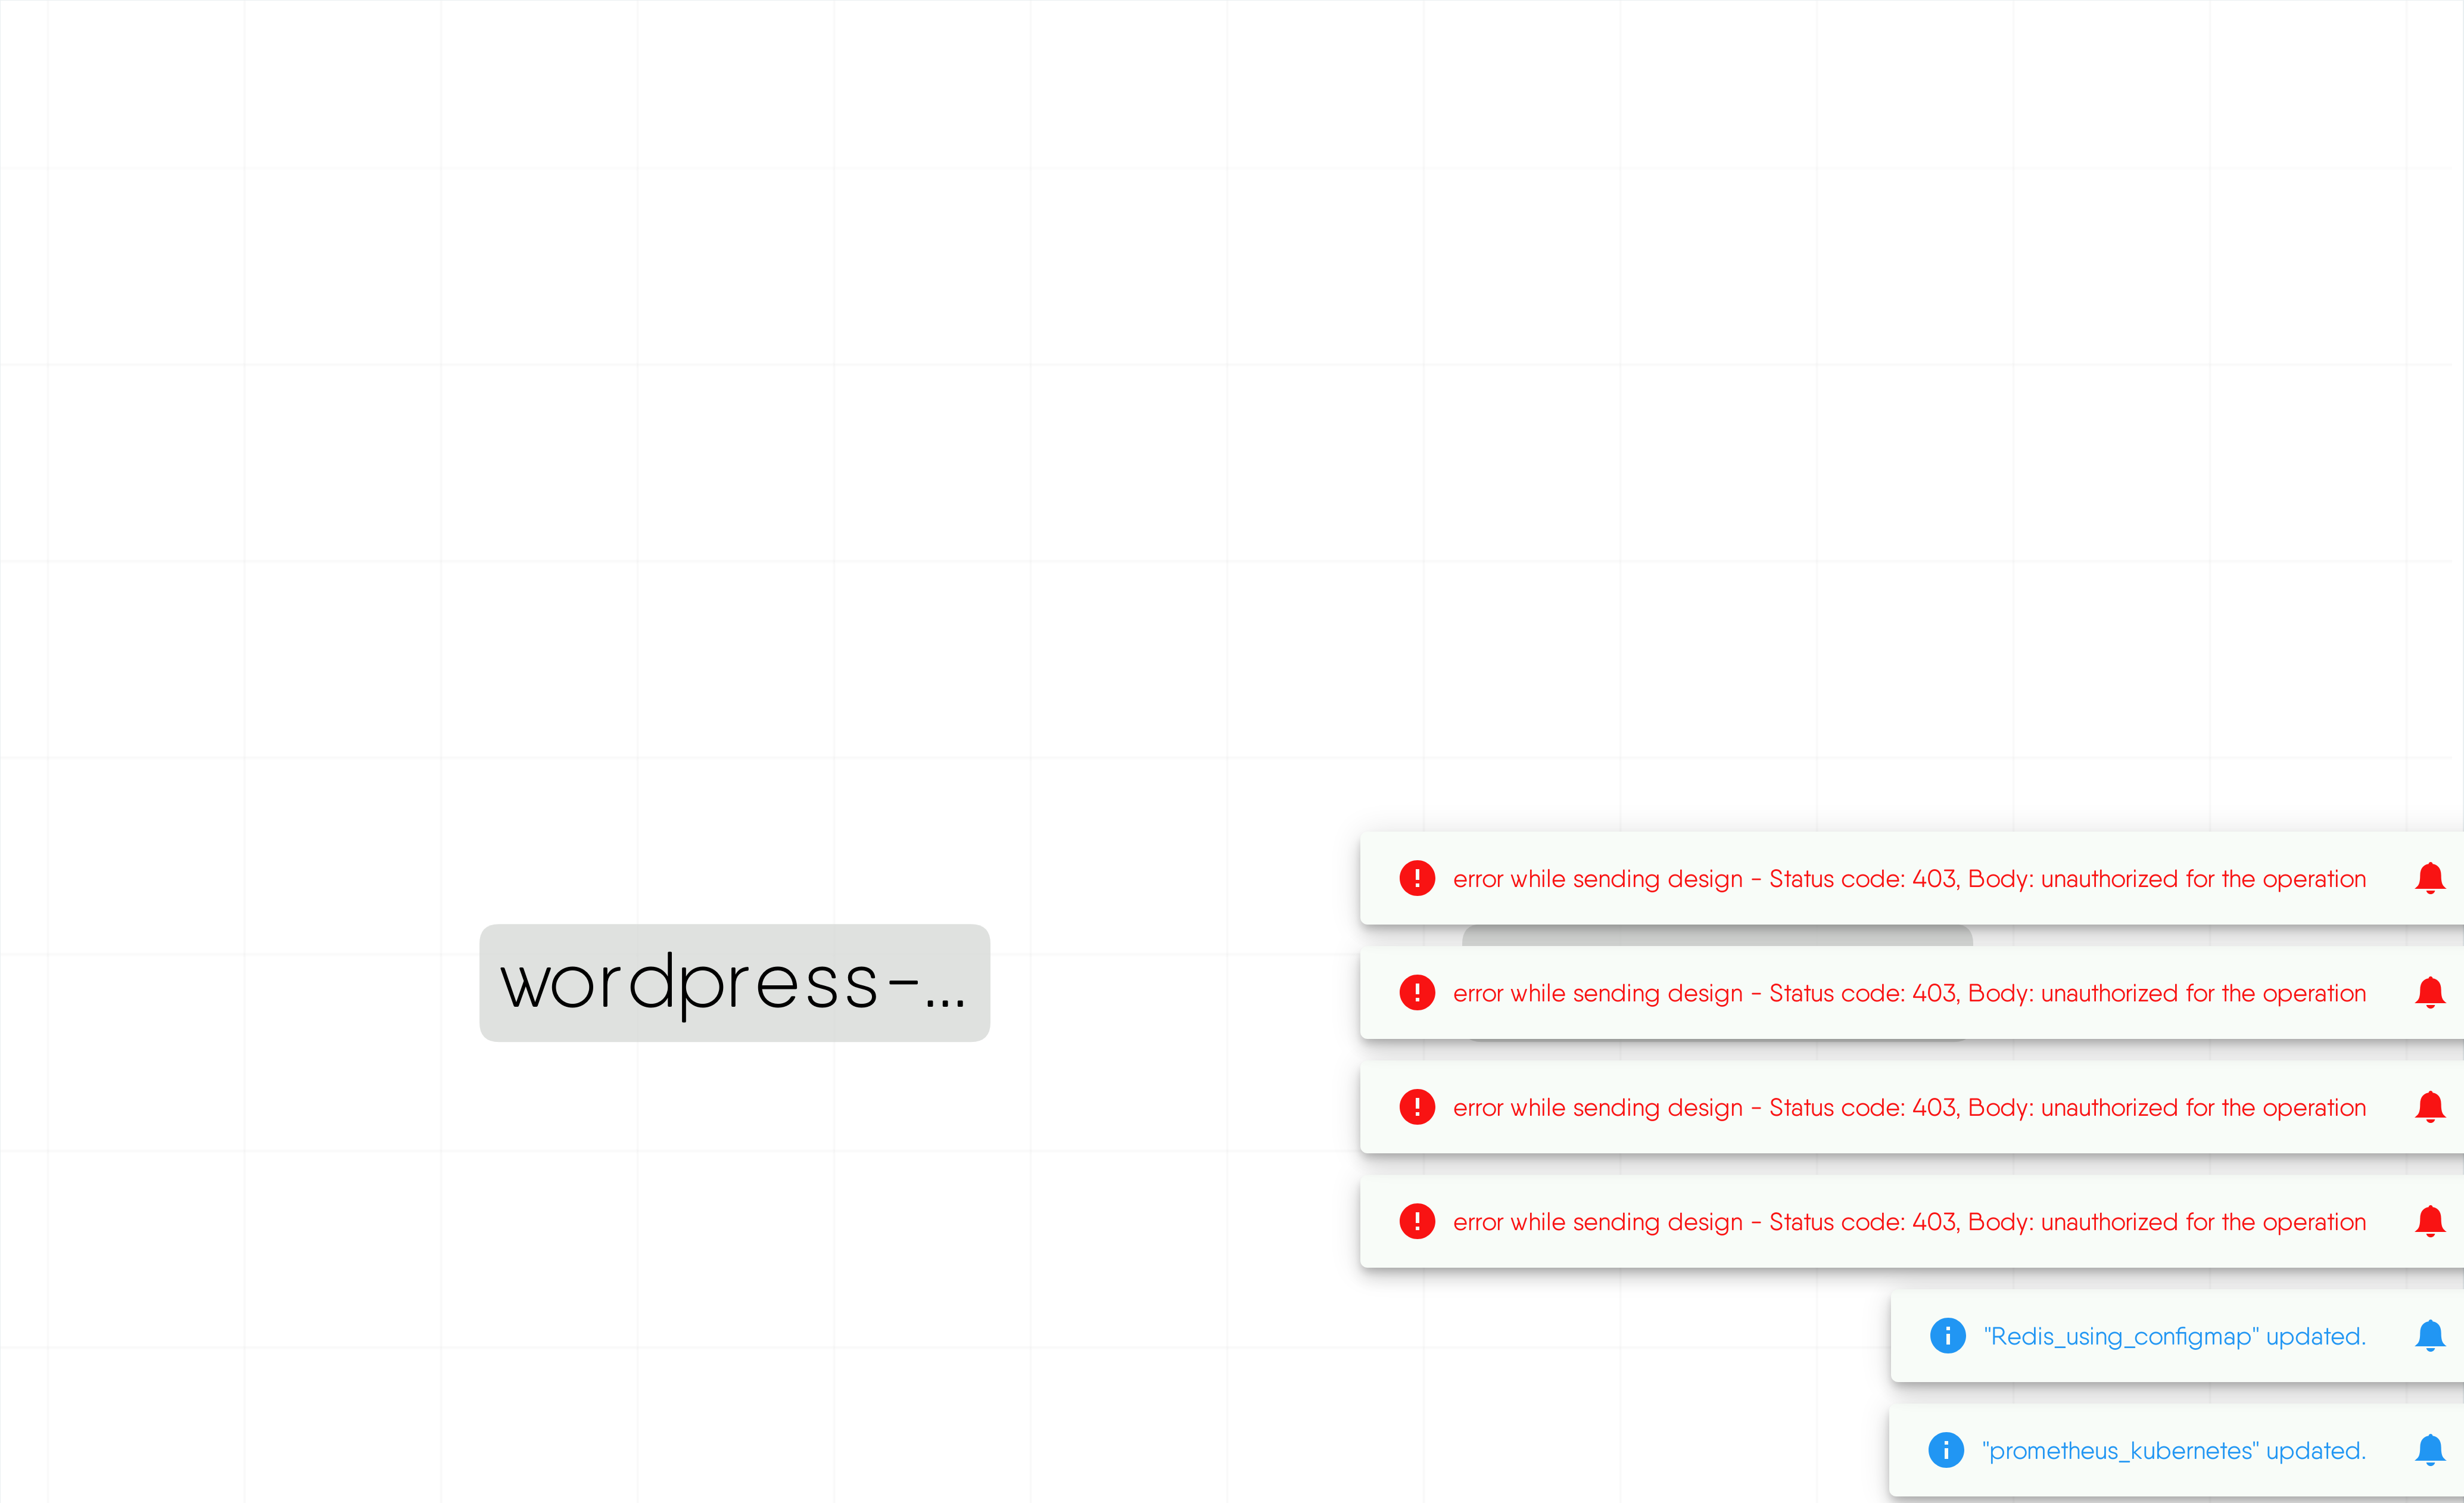 error while sending design - Status code: 403, Body: unauthorized for the operation
wordpress-...
error while sending design - Status code: 403, Body: unauthorized for the operation
error while sending design - Status code: 403, Body: unauthorized for the operation
error while sending design - Status code: 403, Body: unauthorized for the operation
"Redis_using_configmap" updated.
"prometheus_kubernetes" updated.